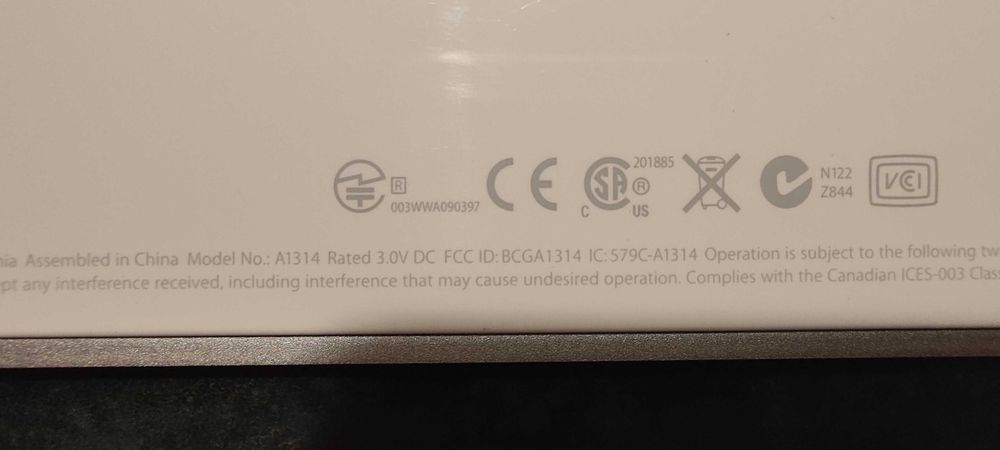 R
003WWA090397
CE
SA
C
201885
®
US
N122
Z844
VCI
Assembled in China Model No.: A1314 Rated 3.0V DC FCC ID: BCGA1314 IC: 579C-A1314 Operation is subject to the following
any interference received, including interference that may cause undesired operation. Complies with the Canadian ICES-003